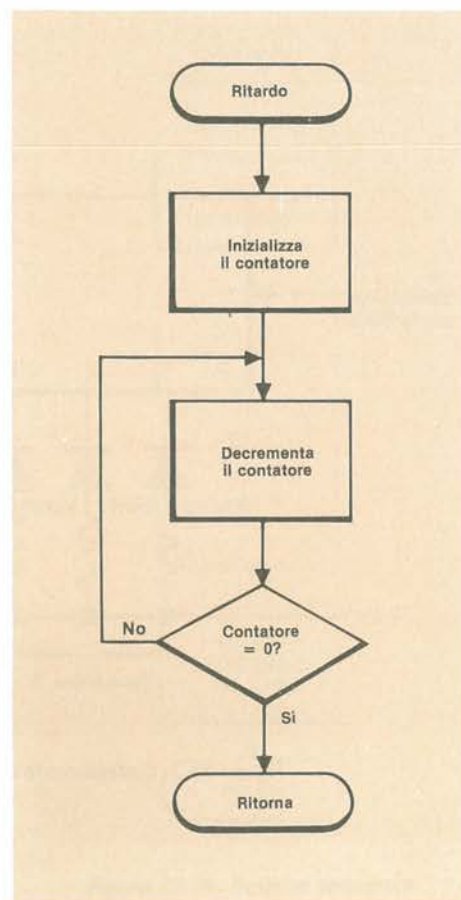 Ritardo
Inizializza
il contatore
Decrementa
il contatore
Contatore
= 0?
No
Si
Ritorna